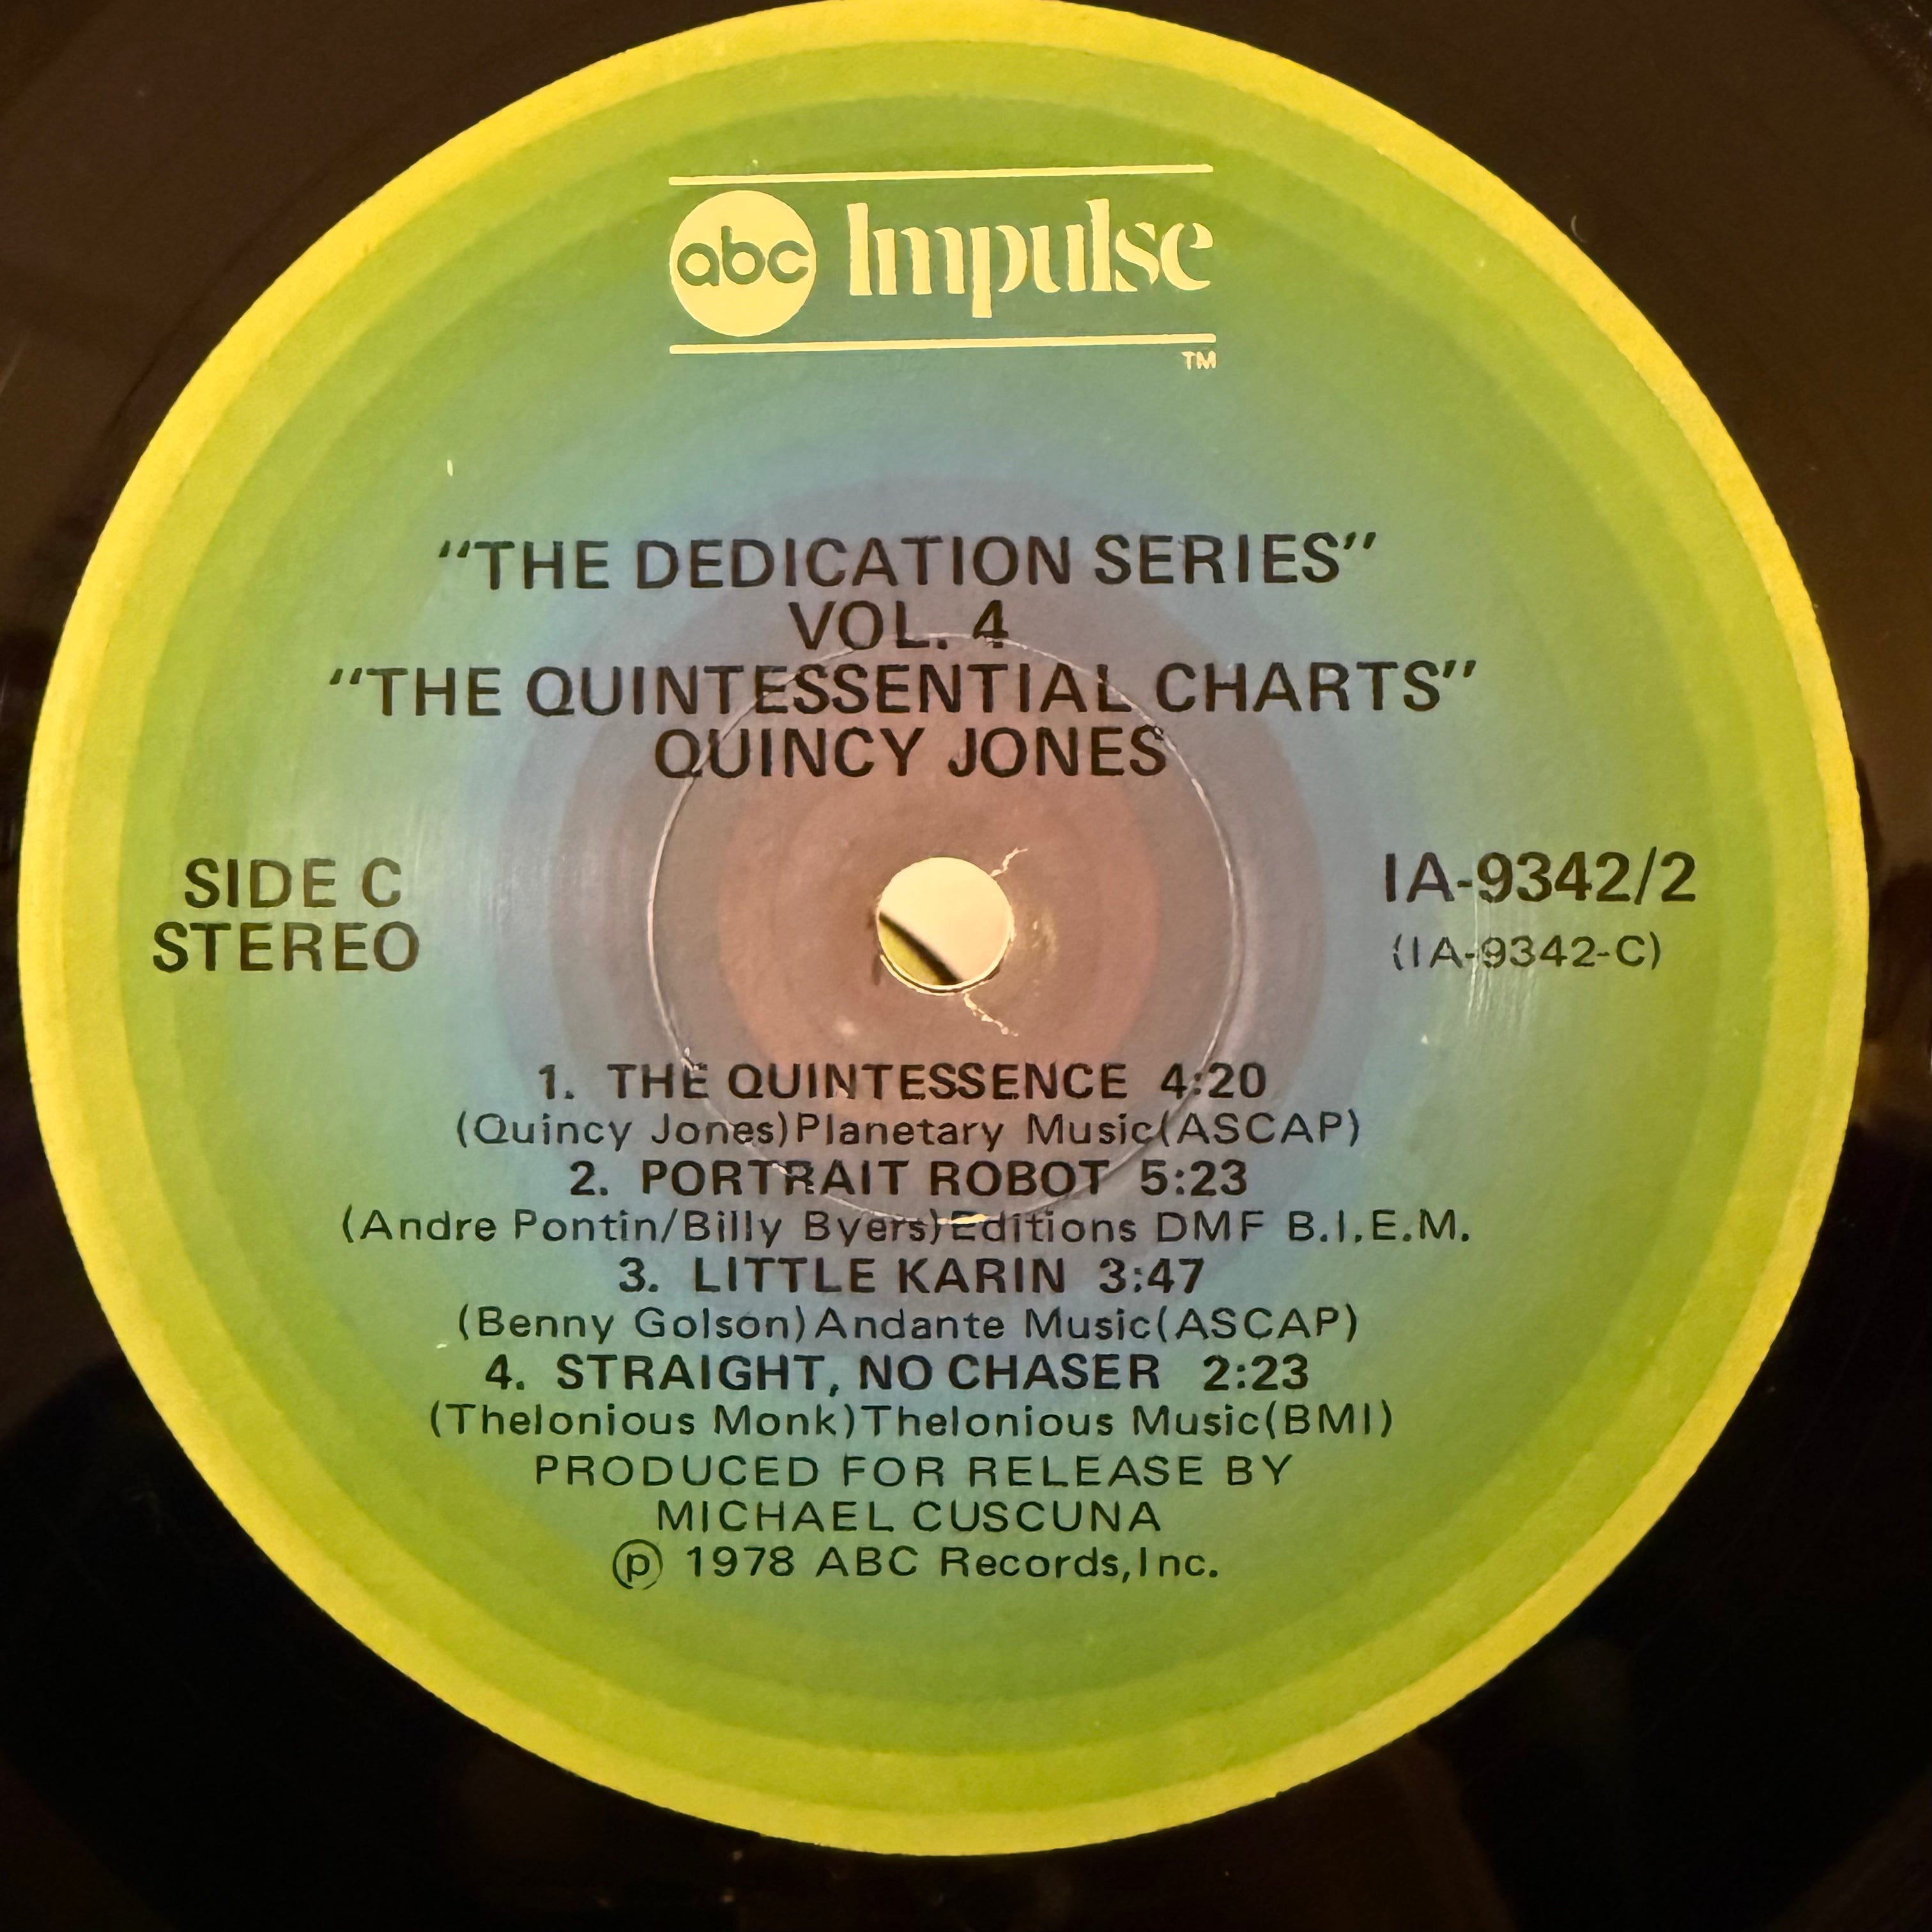 abc Impulse
TM
"THE DEDICATION SERIES"
VOL. 4
"THE QUINTESSENTIAL CHARTS"
QUINCY JONES
SIDE C
STEREO
IA-9342/2
(IA-9342-C)
1. THE QUINTESSENCE 4:20
(Quincy Jones)Planetary Music(ASCAP)
2. PORTRAIT ROBOT 5:23
(Andre Pontin/Billy Byers)Editions DMF B.I.E.M.
3. LITTLE KARIN 3:47
(Benny Golson)Andante Music(ASCAP)
4. STRAIGHT, NO CHASER 2:23
(Thelonious Monk)Thelonious Music(BMI)
PRODUCED FOR RELEASE BY
MICHAEL CUSCUNA
℗ 1978 ABC Records,Inc.